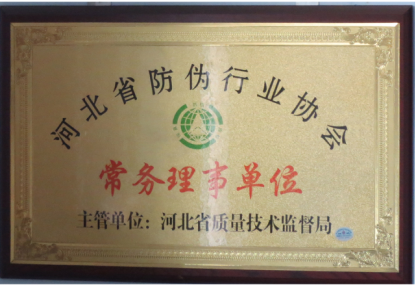 河北省防伪行业协会
常务理事单位
主管单位：河北省质量技术监督局